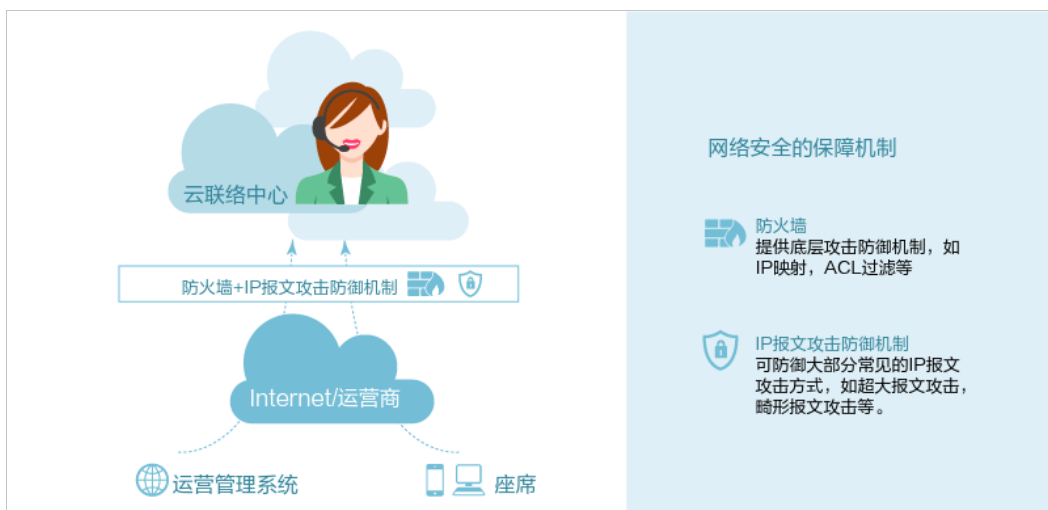 云联络中心
防火墙+IP报文攻击防御机制
Internet/运营商
运营管理系统
座席
网络安全的保障机制
防火墙
提供底层攻击防御机制，如
IP映射，ACL过滤等
IP报文攻击防御机制
可防御大部分常见的IP报文
攻击方式，如超大报文攻击，
畸形报文攻击等。